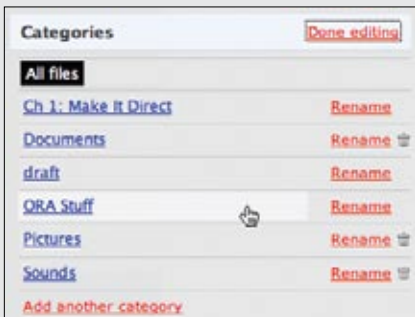 Categories Done editing
All files
Ch 1: Make It Direct Rename
Documents Rename
draft Rename
ORA Stuff Rename
Pictures Rename
Sounds Rename
Add another category